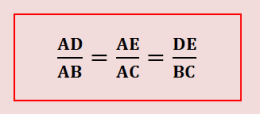 AD/AB = AE/AC = DE/BC